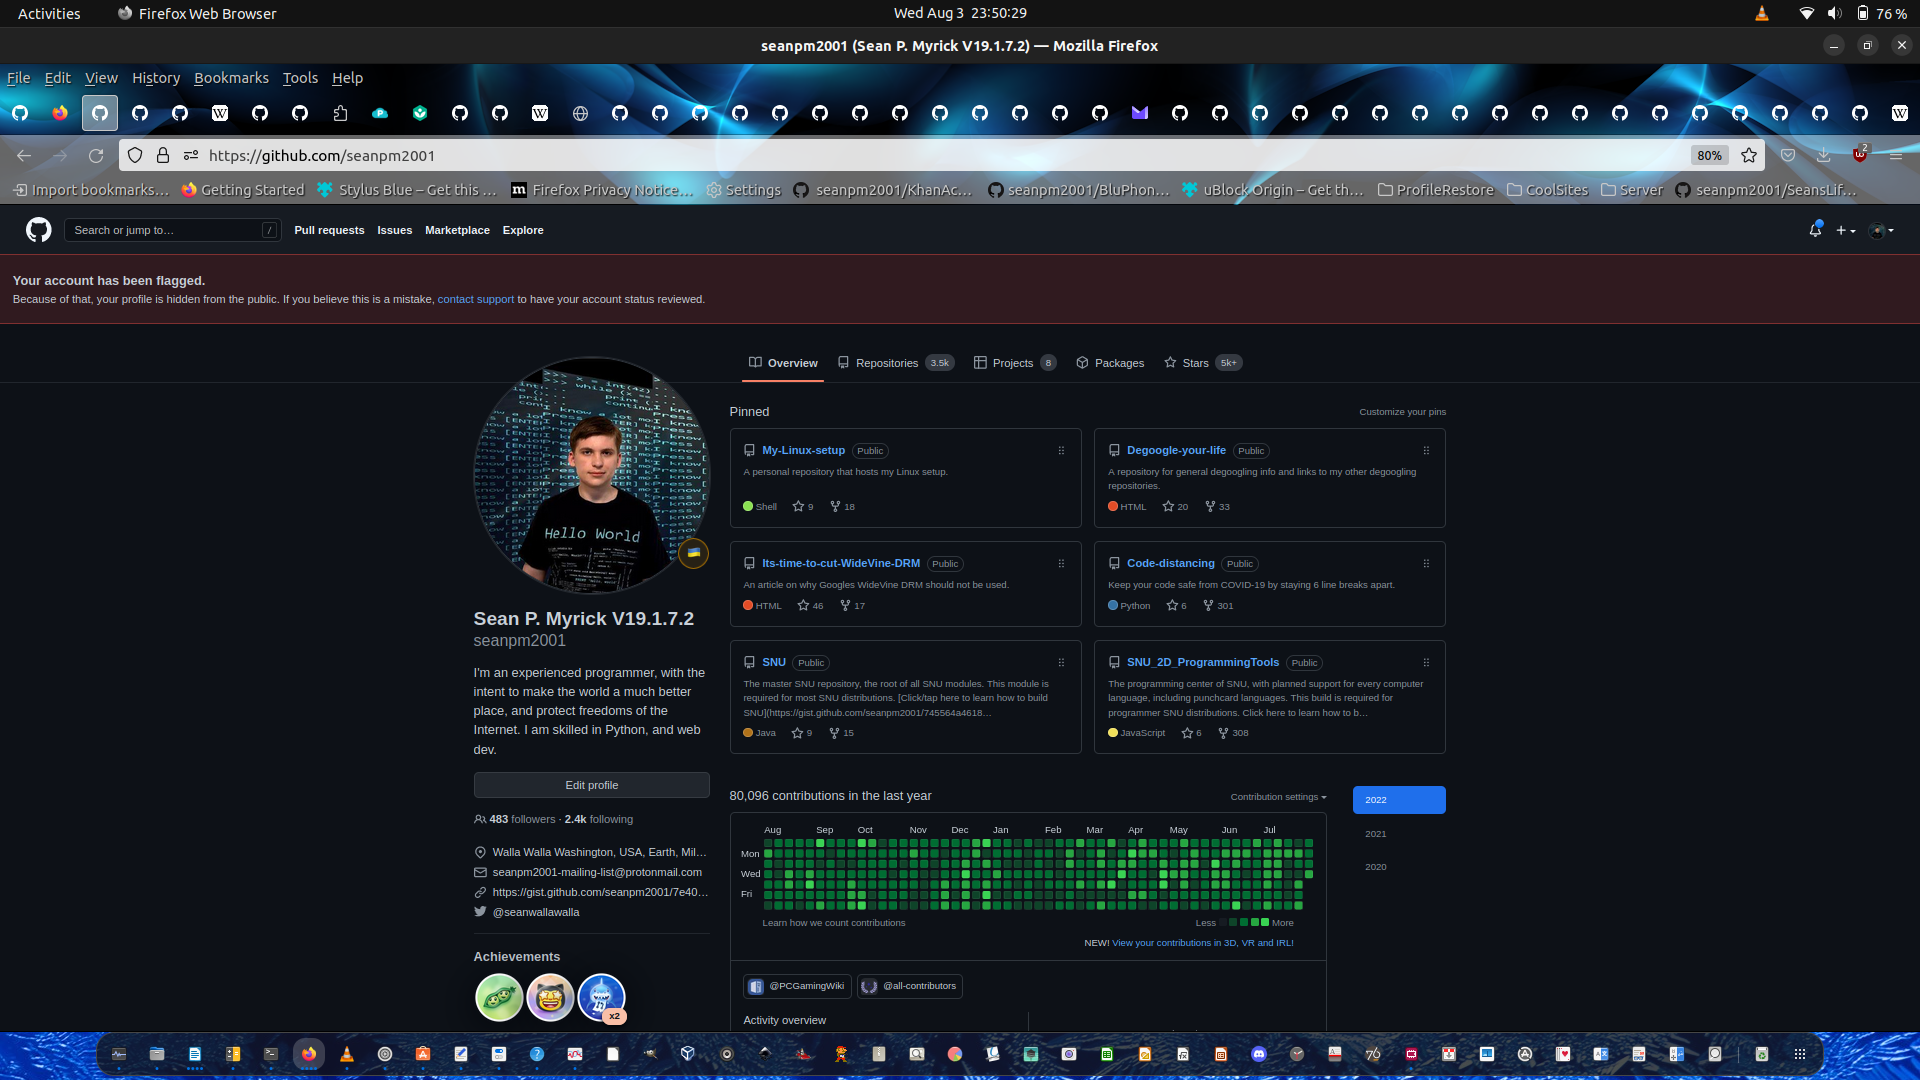 Activities
Firefox Web Browser
Wed Aug 3 23:50:29
76 %
seanpm2001 (Sean P. Myrick V19.1.7.2) — Mozilla Firefox
File Edit View History Bookmarks Tools Help
https://github.com/seanpm2001
80%
2
Import bookmarks…
Getting Started
Stylus Blue – Get this …
Firefox Privacy Notice…
Settings
seanpm2001/KhanAc…
seanpm2001/BluPhon…
uBlock Origin – Get th…
ProfileRestore
CoolSites
Server
seanpm2001/SeansLif…
Search or jump to…
/
Pull requests Issues Marketplace Explore
Your account has been flagged.
Because of that, your profile is hidden from the public. If you believe this is a mistake, contact support to have your account status reviewed.
Overview
Repositories 3.5k
Projects 8
Packages
Stars 5k+
Hello World
Sean P. Myrick V19.1.7.2
seanpm2001
I'm an experienced programmer, with the
intent to make the world a much better
place, and protect freedoms of the
Internet. I am skilled in Python, and web
dev.
Edit profile
483 followers · 2.4k following
Walla Walla Washington, USA, Earth, Mil…
seanpm2001-mailing-list@protonmail.com
https://gist.github.com/seanpm2001/7e40…
@seanwallawalla
Achievements
x2
Pinned
Customize your pins
My-Linux-setup Public
A personal repository that hosts my Linux setup.
Shell 9 18
Degoogle-your-life Public
A repository for general degoogling info and links to my other degoogling
repositories.
HTML 20 33
Its-time-to-cut-WideVine-DRM Public
An article on why Googles WideVine DRM should not be used.
HTML 46 17
Code-distancing Public
Keep your code safe from COVID-19 by staying 6 line breaks apart.
Python 6 301
SNU Public
The master SNU repository, the root of all SNU modules. This module is
required for most SNU distributions. [Click/tap here to learn how to build
SNU](https://gist.github.com/seanpm2001/745564a4618…
Java 9 15
SNU_2D_ProgrammingTools Public
The programming center of SNU, with planned support for every computer
language, including punchcard languages. This build is required for
programmer SNU distributions. Click here to learn how to b…
JavaScript 6 308
80,096 contributions in the last year
Contribution settings
2022
2021
2020
Aug Sep Oct Nov Dec Jan Feb Mar Apr May Jun Jul
Mon
Wed
Fri
Learn how we count contributions
Less More
NEW! View your contributions in 3D, VR and IRL!
@PCGamingWiki
@all-contributors
Activity overview